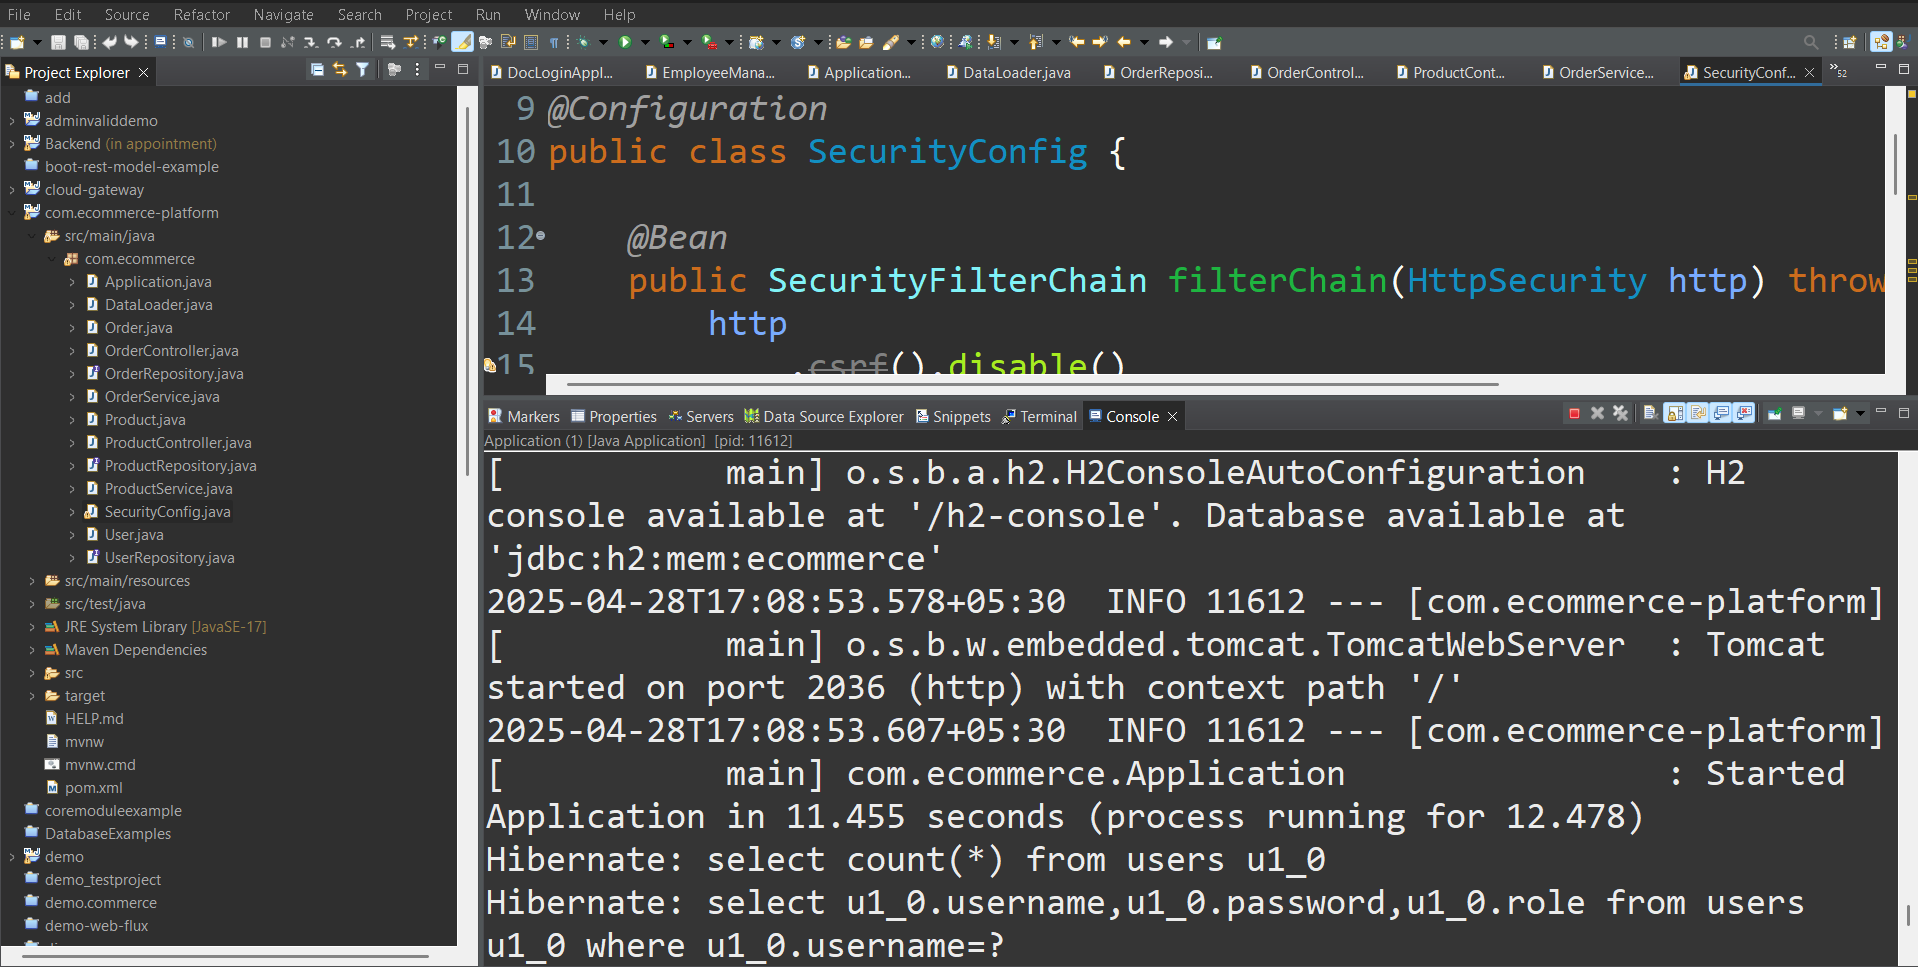 File Edit Source Refactor Navigate Search Project Run Window Help
Project Explorer
add
adminvaliddemo
Backend (in appointment)
boot-rest-model-example
cloud-gateway
com.ecommerce-platform
src/main/java
com.ecommerce
Application.java
DataLoader.java
Order.java
OrderController.java
OrderRepository.java
OrderService.java
Product.java
ProductController.java
ProductRepository.java
ProductService.java
SecurityConfig.java
User.java
UserRepository.java
src/main/resources
src/test/java
JRE System Library [JavaSE-17]
Maven Dependencies
src
target
HELP.md
mvnw
mvnw.cmd
pom.xml
coremoduleexample
DatabaseExamples
demo
demo_testproject
demo.commerce
demo-web-flux
DocLoginAppl... EmployeeMana... Application... DataLoader.java OrderReposi... OrderControl... ProductCont... OrderService... SecurityConf... »52
9 @Configuration
10 public class SecurityConfig {
11
12 @Bean
13 public SecurityFilterChain filterChain(HttpSecurity http) throw
14 http
15 .csrf().disable()
Markers Properties Servers Data Source Explorer Snippets Terminal Console
Application (1) [Java Application] [pid: 11612]
[ main] o.s.b.a.h2.H2ConsoleAutoConfiguration : H2
console available at '/h2-console'. Database available at
'jdbc:h2:mem:ecommerce'
2025-04-28T17:08:53.578+05:30 INFO 11612 --- [com.ecommerce-platform]
[ main] o.s.b.w.embedded.tomcat.TomcatWebServer : Tomcat
started on port 2036 (http) with context path '/'
2025-04-28T17:08:53.607+05:30 INFO 11612 --- [com.ecommerce-platform]
[ main] com.ecommerce.Application : Started
Application in 11.455 seconds (process running for 12.478)
Hibernate: select count(*) from users u1_0
Hibernate: select u1_0.username,u1_0.password,u1_0.role from users
u1_0 where u1_0.username=?